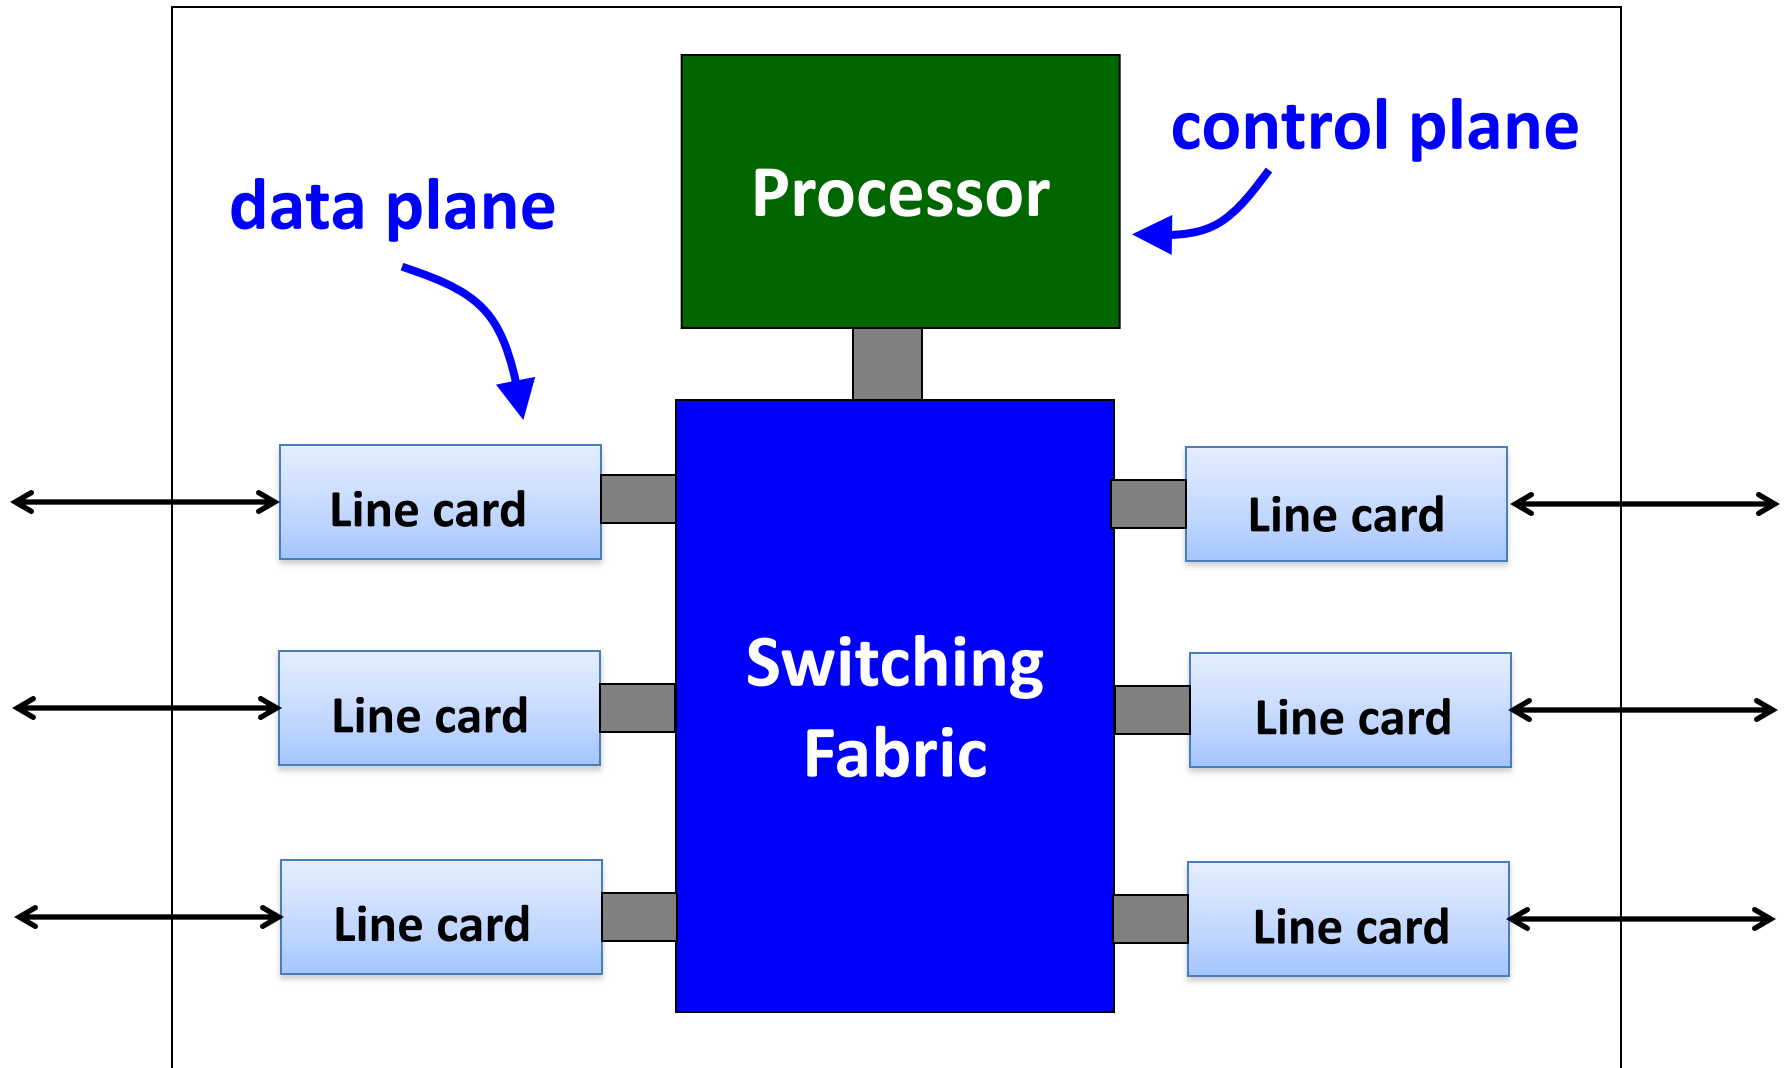 control plane
Processor
data plane
Line card
Line card
Switching
Fabric
Line card
Line card
Line card
Line card